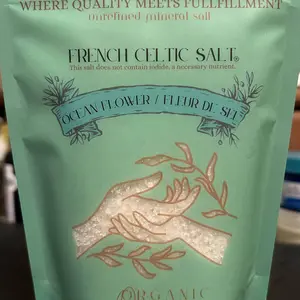 WHERE QUALITY MEETS FULLFILLMENT
unrefined mineral salt
FRENCH CELTIC SALT®
This salt does not contain iodide, a necessary nutrient.
OCEAN FLOWER / FLEUR DE SEL
ORGANIC